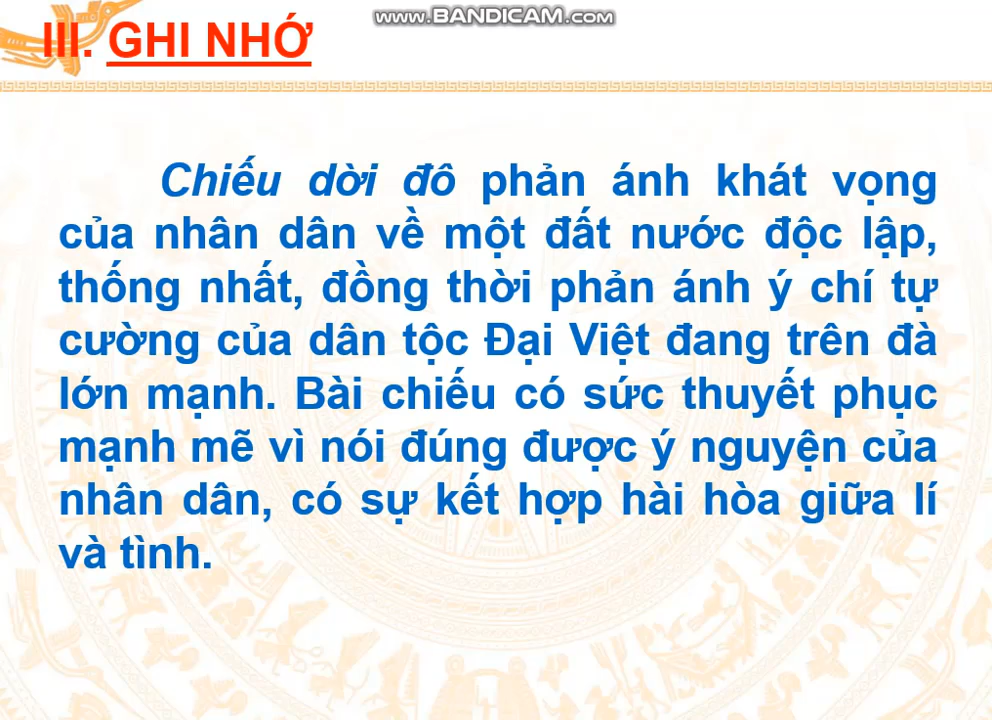 www.BANDICAM.com
III. GHI NHỚ
Chiếu dời đô phản ánh khát vọng
của nhân dân về một đất nước độc lập,
thống nhất, đồng thời phản ánh ý chí tự
cường của dân tộc Đại Việt đang trên đà
lớn mạnh. Bài chiếu có sức thuyết phục
mạnh mẽ vì nói đúng được ý nguyện của
nhân dân, có sự kết hợp hài hòa giữa lí
và tình.